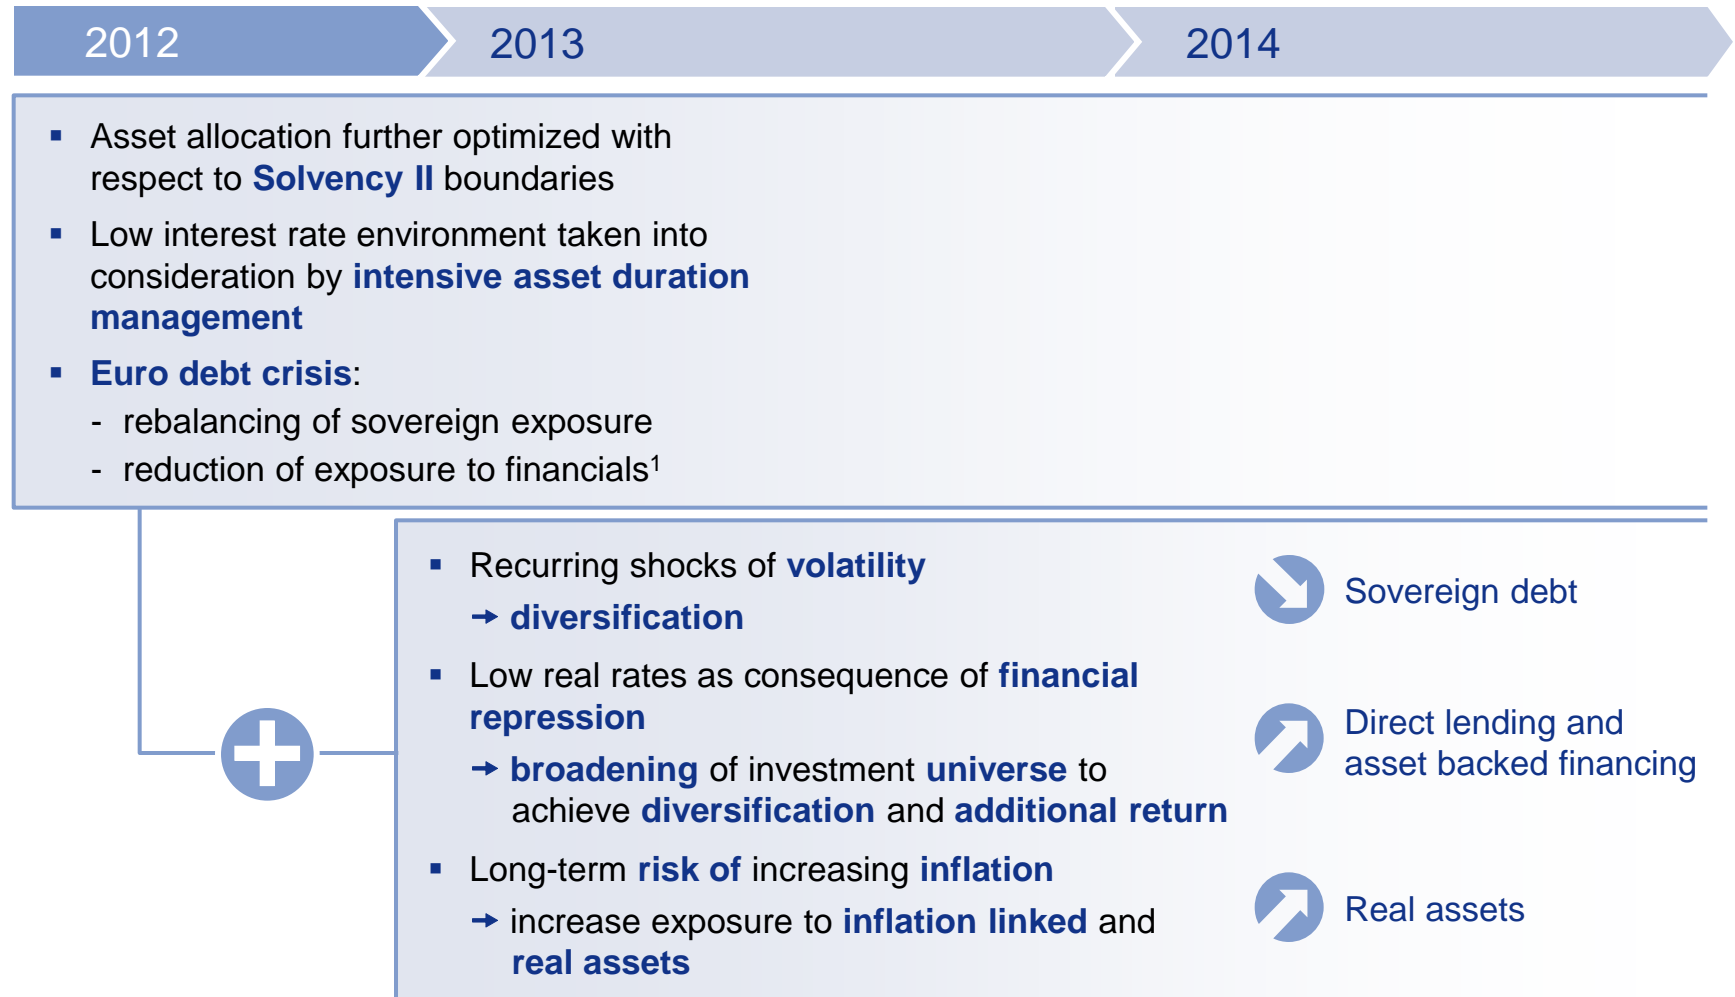 2012
2013
2014
▪ Asset allocation further optimized with
respect to Solvency II boundaries
▪ Low interest rate environment taken into
consideration by intensive asset duration
management
▪ Euro debt crisis:
- rebalancing of sovereign exposure
- reduction of exposure to financials¹
▪ Recurring shocks of volatility
→ diversification
▪ Low real rates as consequence of financial
repression
→ broadening of investment universe to
achieve diversification and additional return
▪ Long-term risk of increasing inflation
→ increase exposure to inflation linked and
real assets
Sovereign debt
Direct lending and
asset backed financing
Real assets